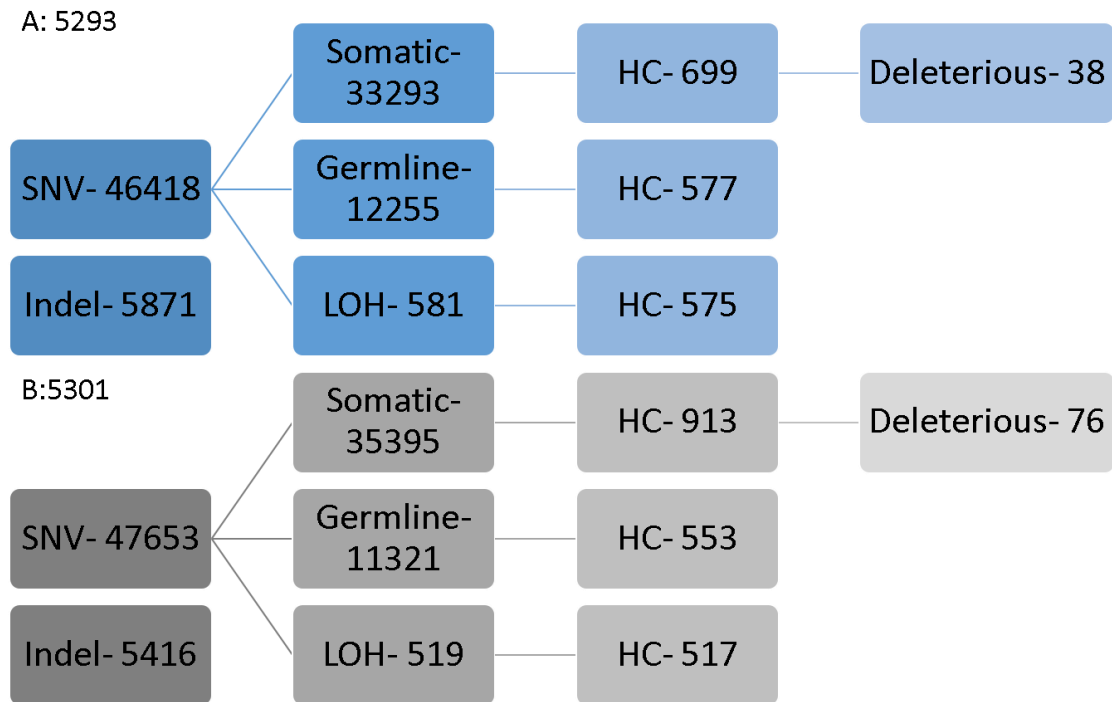 A: 5293
Somatic-
33293
HC- 699
Deleterious- 38
SNV- 46418
Germline-
12255
HC- 577
Indel- 5871
LOH- 581
HC- 575
B:5301
Somatic-
35395
HC- 913
Deleterious- 76
SNV- 47653
Germline-
11321
HC- 553
Indel- 5416
LOH- 519
HC- 517